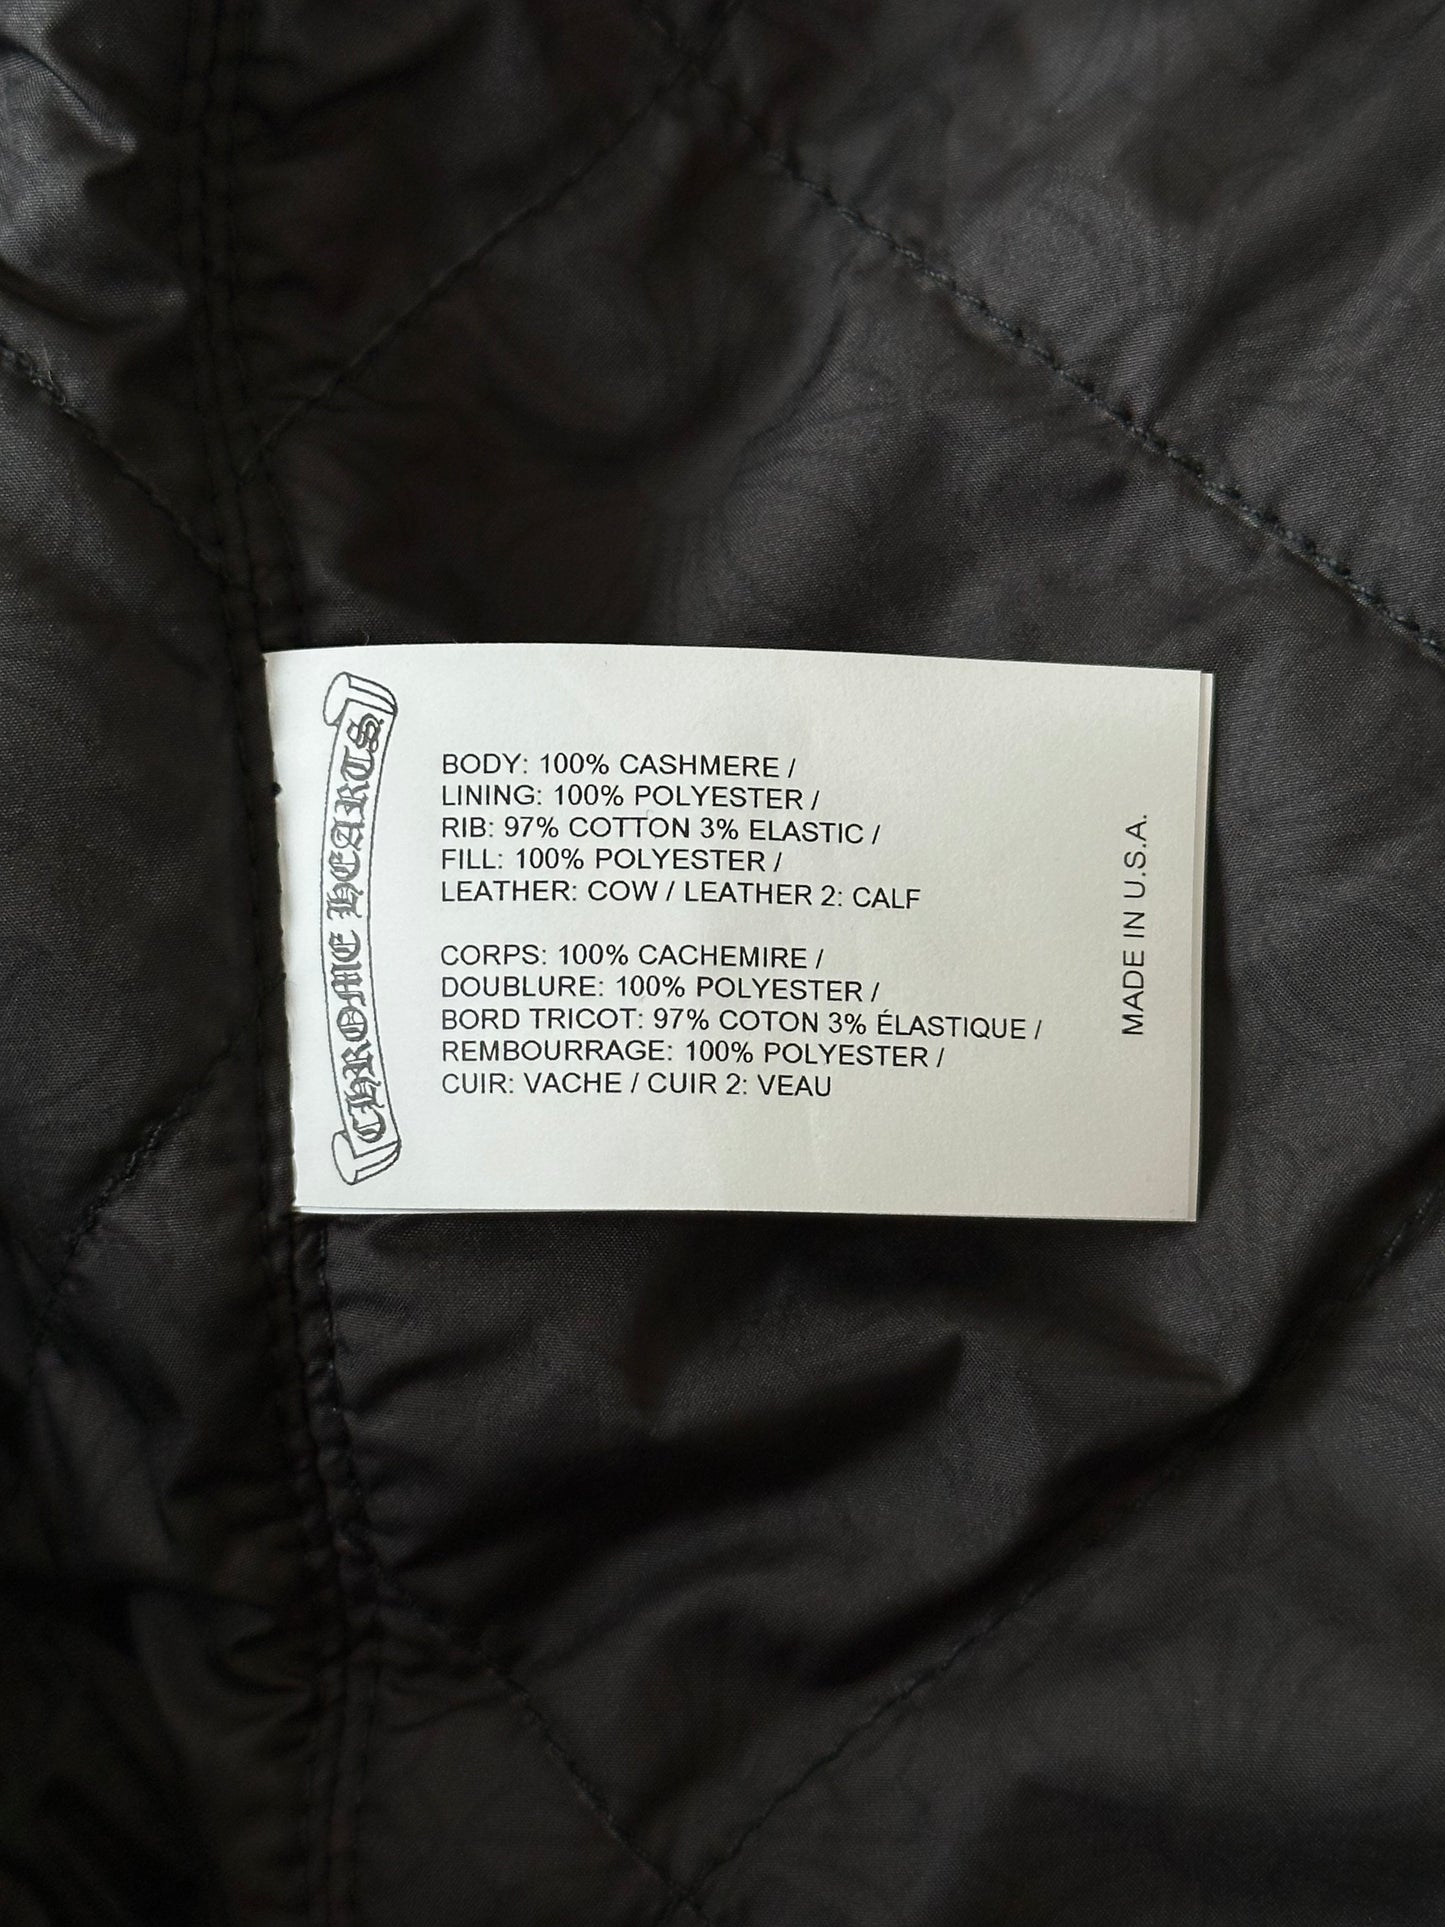 CHROME HEARTS
BODY: 100% CASHMERE /
LINING: 100% POLYESTER /
RIB: 97% COTTON 3% ELASTIC /
FILL: 100% POLYESTER /
LEATHER: COW / LEATHER 2: CALF
CORPS: 100% CACHEMIRE /
DOUBLURE: 100% POLYESTER /
BORD TRICOT: 97% COTON 3% ÉLASTIQUE /
REMBOURRAGE: 100% POLYESTER /
CUIR: VACHE / CUIR 2: VEAU
MADE IN U.S.A.